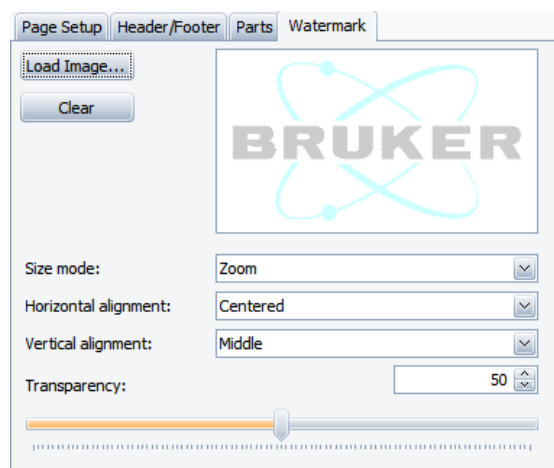 Page Setup Header/Footer Parts Watermark
Load Image...
Clear
BRUKER
Size mode: Zoom
Horizontal alignment: Centered
Vertical alignment: Middle
Transparency: 50